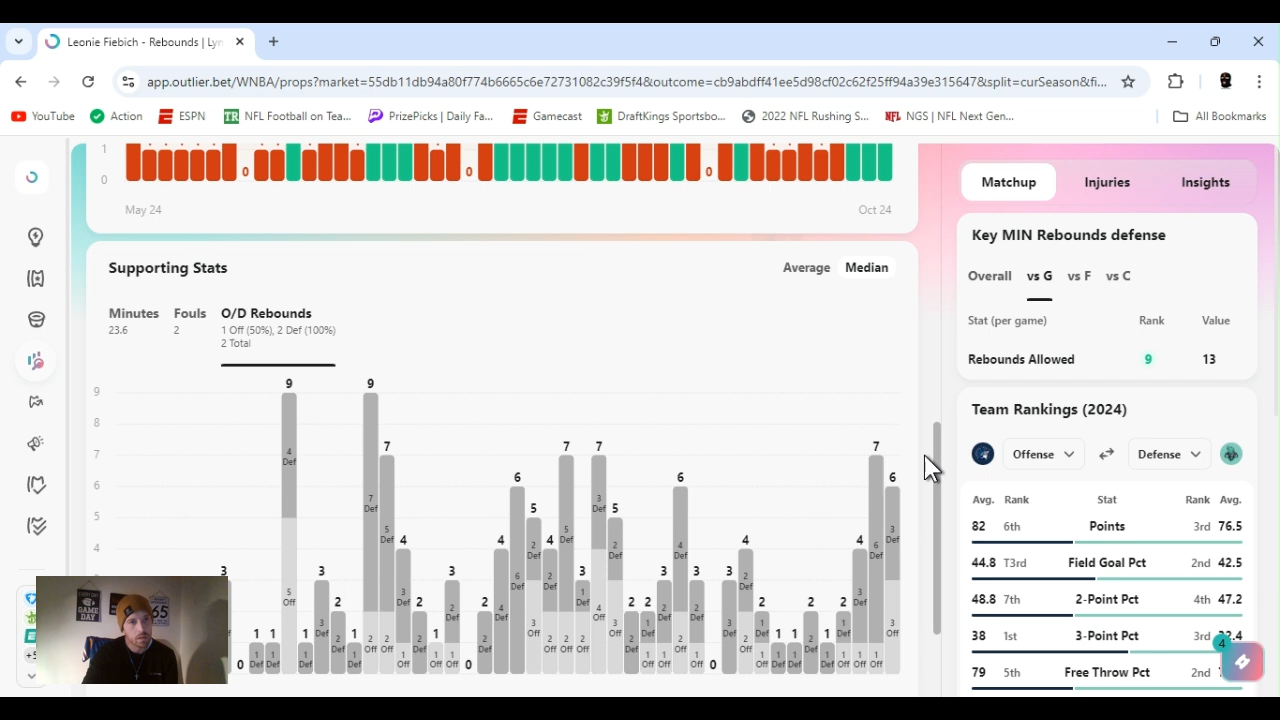 Leonie Fiebich - Rebounds | Lyn
app.outlier.bet/WNBA/props?market=55db11db94a80f774b6665c6e72731082c39f5f4&outcome=cb9abdff41ee5d98cf02c62f25ff94a39e315647&split=curSeason&fi...
YouTube Action ESPN NFL Football on Tea... PrizePicks | Daily Fa... Gamecast DraftKings Sportsbo... 2022 NFL Rushing S... NFL NGS | NFL Next Gen... All Bookmarks
1
0 0 0 0
May 24 Oct 24
Supporting Stats Average Median
Minutes Fouls O/D Rebounds
23.6 2 1 Off (50%), 2 Def (100%)
2 Total
9 9 9
8
7 7 7 7 7
6 6 6 6
5 5 5
4 4 4 4 4 4
3 3 3 3 3 3 3
2 2 2 2 2 2 2 2
1 1 1 1 1 1 1 1
0 0 0
Matchup Injuries Insights
Key MIN Rebounds defense
Overall vs G vs F vs C
Stat (per game) Rank Value
Rebounds Allowed 9 13
Team Rankings (2024)
Offense Defense
Avg. Rank Stat Rank Avg.
82 6th Points 3rd 76.5
44.8 T3rd Field Goal Pct 2nd 42.5
48.8 7th 2-Point Pct 4th 47.2
38 1st 3-Point Pct 3rd
4
79 5th Free Throw Pct 2nd
GAME
DAY
65